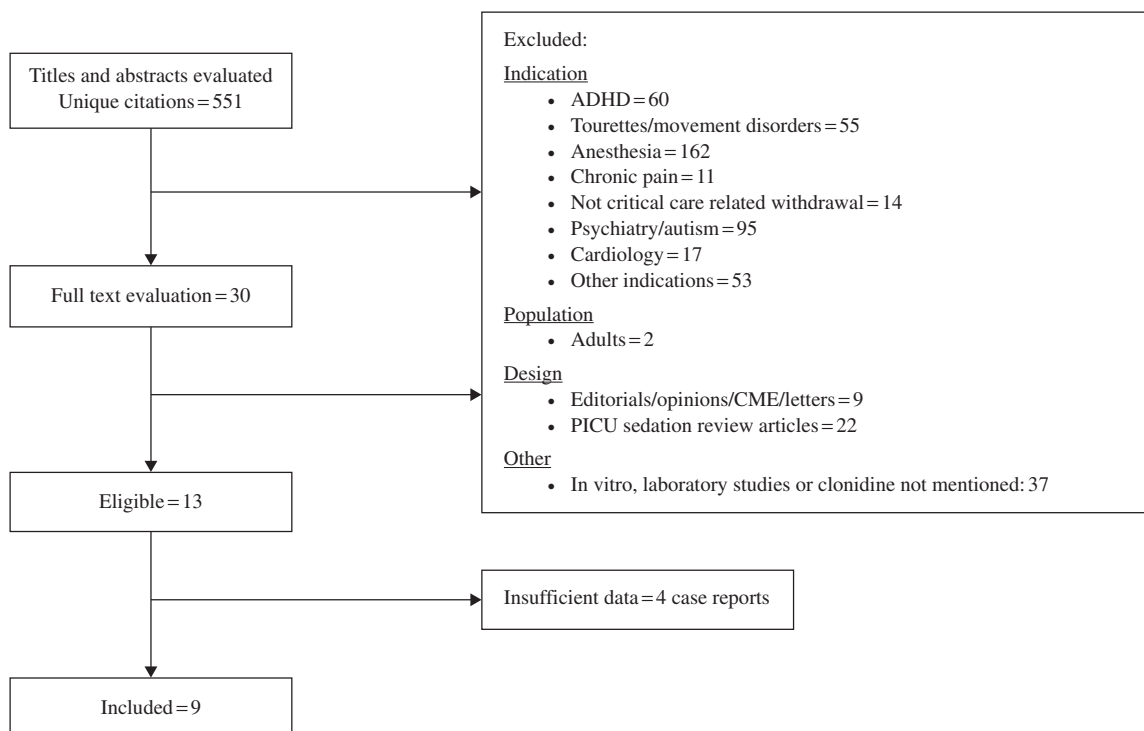 Titles and abstracts evaluated
Unique citations = 551
Full text evaluation = 30
Eligible = 13
Included = 9
Excluded:
Indication
• ADHD = 60
• Tourettes/movement disorders = 55
• Anesthesia = 162
• Chronic pain = 11
• Not critical care related withdrawal = 14
• Psychiatry/autism = 95
• Cardiology = 17
• Other indications = 53
Population
• Adults = 2
Design
• Editorials/opinions/CME/letters = 9
• PICU sedation review articles = 22
Other
• In vitro, laboratory studies or clonidine not mentioned: 37
Insufficient data = 4 case reports